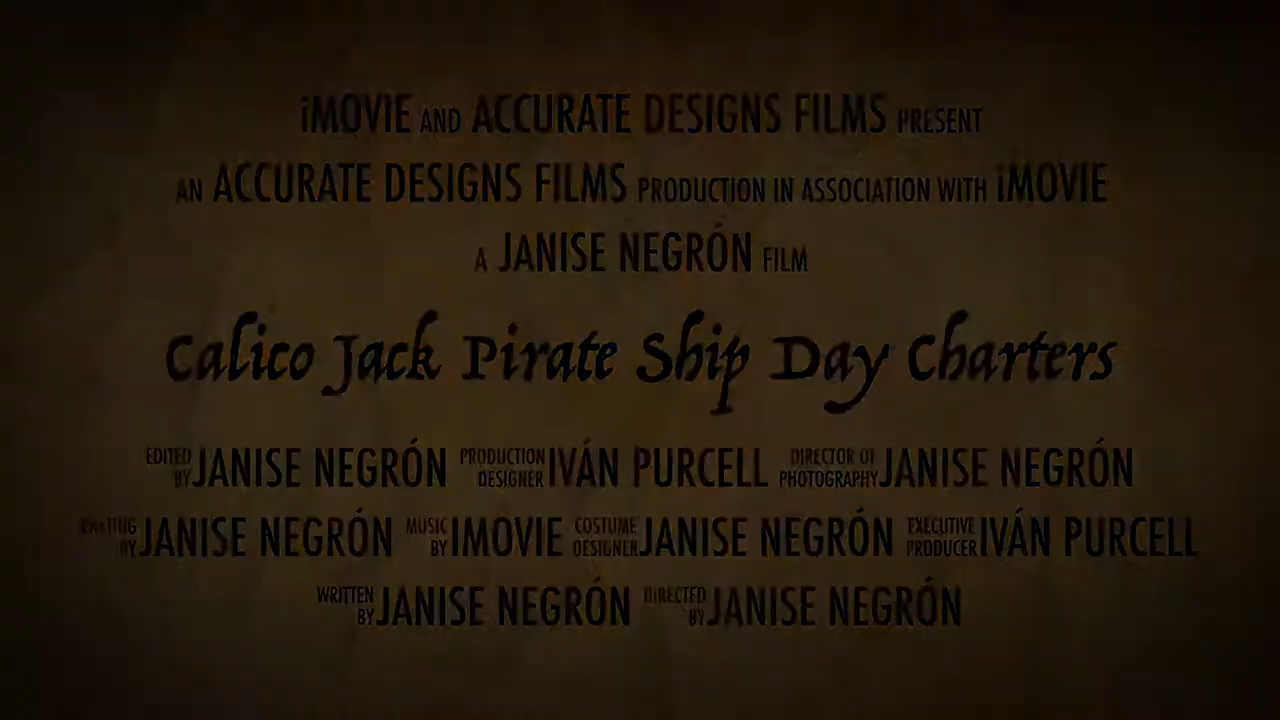 iMOVIE AND ACCURATE DESIGNS FILMS PRESENT
AN ACCURATE DESIGNS FILMS PRODUCTION IN ASSOCIATION WITH iMOVIE
A JANISE NEGRÓN FILM
Calico Jack Pirate Ship Day Charters
EDITED BY JANISE NEGRÓN PRODUCTION DESIGNER IVÁN PURCELL DIRECTOR OF PHOTOGRAPHY JANISE NEGRÓN
CASTING BY JANISE NEGRÓN MUSIC BY IMOVIE COSTUME DESIGNER JANISE NEGRÓN EXECUTIVE PRODUCER IVÁN PURCELL
WRITTEN BY JANISE NEGRÓN DIRECTED BY JANISE NEGRÓN